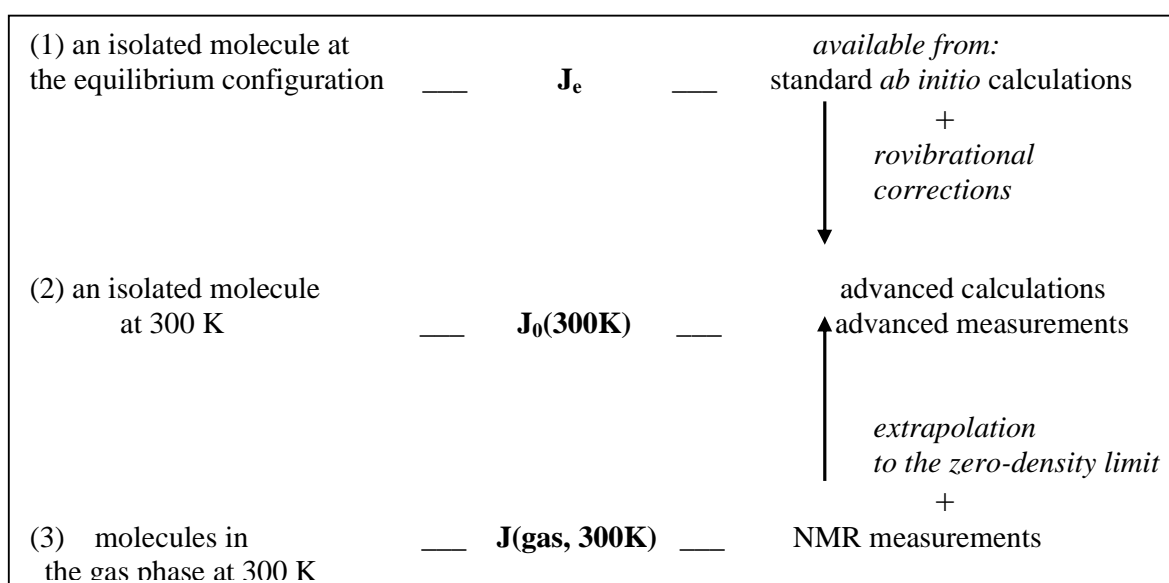 (1) an isolated molecule at
the equilibrium configuration ___ Je ___ available from:
standard ab initio calculations
+
rovibrational
corrections
(2) an isolated molecule
at 300 K ___ J0(300K) ___ advanced calculations
advanced measurements
extrapolation
to the zero-density limit
+
(3) molecules in ___ J(gas, 300K) ___ NMR measurements
the gas phase at 300 K